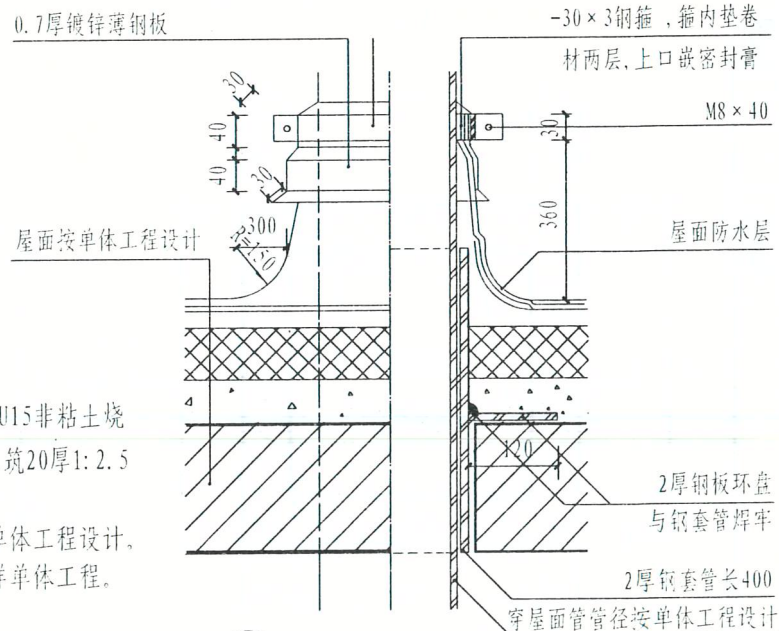 0.7厚镀锌薄钢板
-30×3钢箍,箍内垫卷
材两层,上口嵌密封膏
M8×40
30
40
40
30
30
360
300
R=150
屋面按单体工程设计
屋面防水层
U15非粘土烧
筑20厚1:2.5
单体工程设计。
详单体工程。
120
2厚钢板环盘
与钢套管焊牢
2厚钢套管长400
穿屋面管管径按单体工程设计